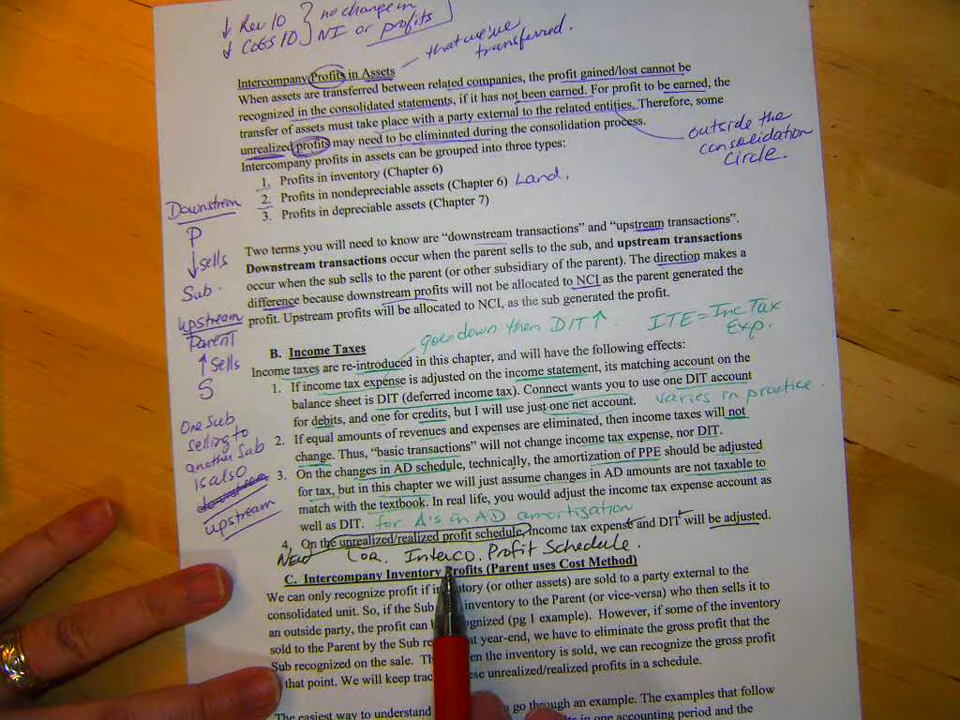 ↓ Rev 10 } no change in
↓ CoGS 10 } NI or profits
that we've
transferred.
Intercompany Profits in Assets
When assets are transferred between related companies, the profit gained/lost cannot be
recognized in the consolidated statements, if it has not been earned. For profit to be earned, the
transfer of assets must take place with a party external to the related entities. Therefore, some
unrealized profits may need to be eliminated during the consolidation process.
outside the
consolidation
circle.
Intercompany profits in assets can be grouped into three types:
1. Profits in inventory (Chapter 6)
2. Profits in nondepreciable assets (Chapter 6) Land.
3. Profits in depreciable assets (Chapter 7)
Downstream
P
↓ sells
Sub.
Upstream
Parent
↑ Sells
S
One Sub
selling to
another Sub
is also
downstream
upstream
Two terms you will need to know are “downstream transactions” and “upstream transactions”.
Downstream transactions occur when the parent sells to the sub, and upstream transactions
occur when the sub sells to the parent (or other subsidiary of the parent). The direction makes a
difference because downstream profits will not be allocated to NCI as the parent generated the
profit. Upstream profits will be allocated to NCI, as the sub generated the profit.
goes down then DIT ↑
ITE = Inc Tax
Exp.
B. Income Taxes
Income taxes are re-introduced in this chapter, and will have the following effects:
1. If income tax expense is adjusted on the income statement, its matching account on the
balance sheet is DIT (deferred income tax). Connect wants you to use one DIT account
for debits, and one for credits, but I will use just one net account. varies in practice.
2. If equal amounts of revenues and expenses are eliminated, then income taxes will not
change. Thus, “basic transactions” will not change income tax expense, nor DIT.
3. On the changes in AD schedule, technically, the amortization of PPE should be adjusted
for tax, but in this chapter we will just assume changes in AD amounts are not taxable to
match with the textbook. In real life, you would adjust the income tax expense account as
well as DIT. for Δ's in AD amortisation
4. On the unrealized/realized profit schedule, income tax expense and DIT will be adjusted.
New (or Interco. Profit Schedule.
C. Intercompany Inventory Profits (Parent uses Cost Method)
We can only recognize profit if inventory (or other assets) are sold to a party external to the
consolidated unit. So, if the Sub inventory to the Parent (or vice-versa) who then sells it to
an outside party, the profit can ognized (pg 1 example). However, if some of the inventory
sold to the Parent by the Sub re at year-end, we have to eliminate the gross profit that the
Sub recognized on the sale. Th en the inventory is sold, we can recognize the gross profit
that point. We will keep trac ese unrealized/realized profits in a schedule.
The easiest way to understand go through an example. The examples that follow
in one accounting period and the